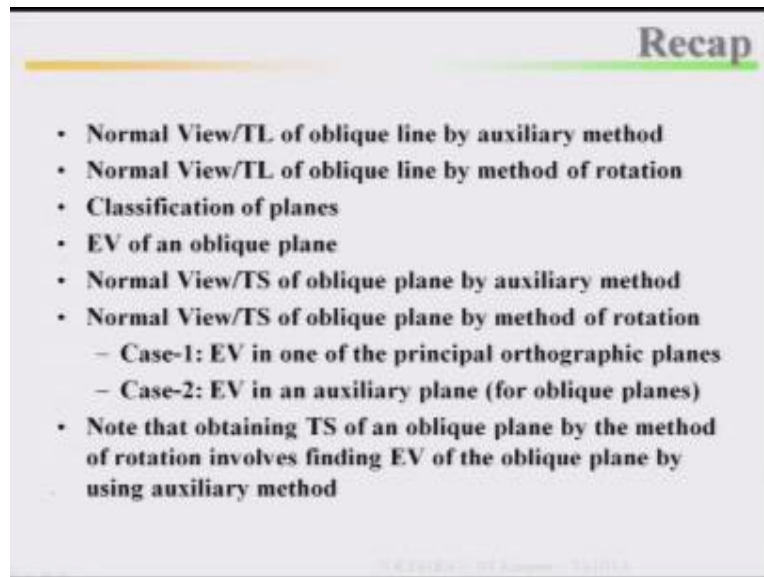 Recap
• Normal View/TL of oblique line by auxiliary method
• Normal View/TL of oblique line by method of rotation
• Classification of planes
• EV of an oblique plane
• Normal View/TS of oblique plane by auxiliary method
• Normal View/TS of oblique plane by method of rotation
– Case-1: EV in one of the principal orthographic planes
– Case-2: EV in an auxiliary plane (for oblique planes)
• Note that obtaining TS of an oblique plane by the method
of rotation involves finding EV of the oblique plane by
using auxiliary method